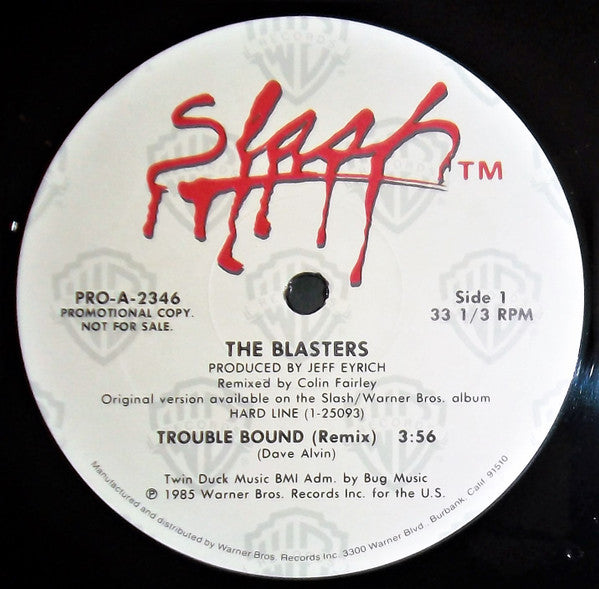 Slash™
PRO-A-2346
PROMOTIONAL COPY.
NOT FOR SALE.
Side 1
33 1/3 RPM
THE BLASTERS
PRODUCED BY JEFF EYRICH
Remixed by Colin Fairley
Original version available on the Slash/Warner Bros. album
HARD LINE (1-25093)
TROUBLE BOUND (Remix) 3:56
(Dave Alvin)
Twin Duck Music BMI Adm. by Bug Music
℗ 1985 Warner Bros. Records Inc. for the U.S.
Manufactured and distributed by Warner Bros. Records Inc. 3300 Warner Blvd., Burbank, Calif. 91510